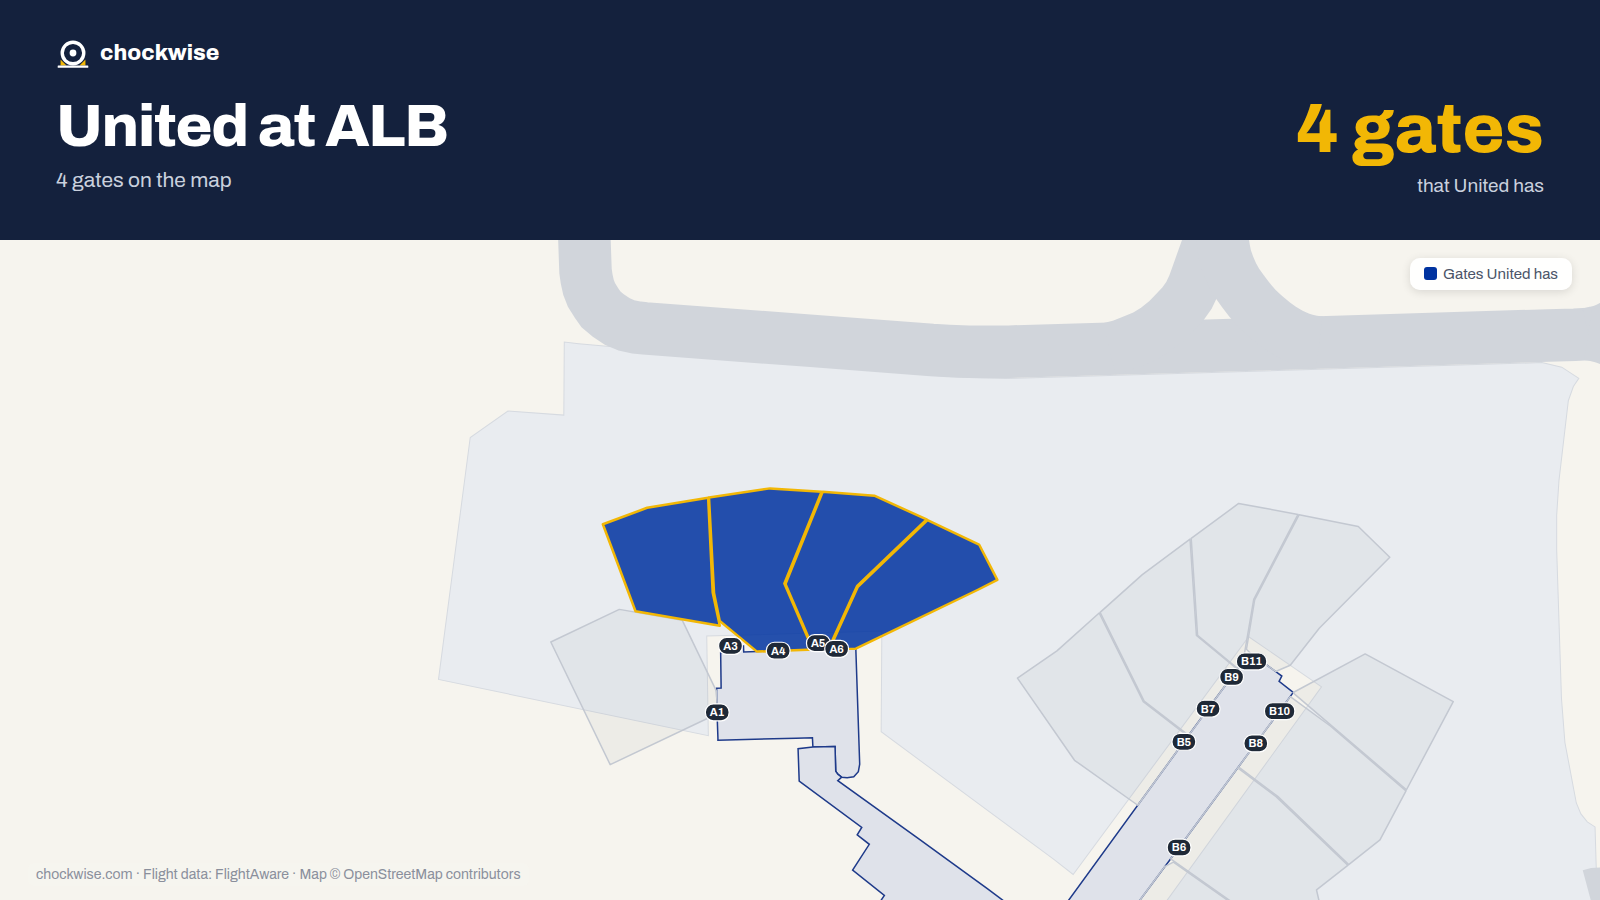 chockwise
United at ALB
4 gates on the map
4 gates
that United has
Gates United has
A3
A4
A5
A6
A1
B11
B9
B7
B10
B5
B8
B6
chockwise.com · Flight data: FlightAware · Map © OpenStreetMap contributors